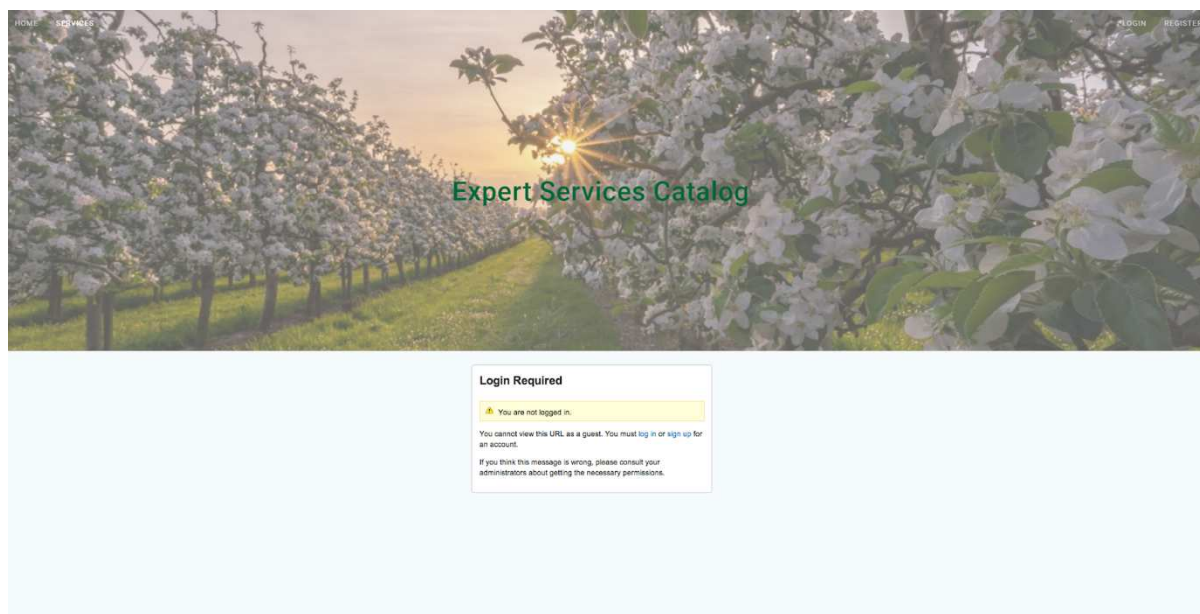 HOME SERVICES LOGIN REGISTER
Expert Services Catalog
Login Required
You are not logged in.
You cannot view this URL as a guest. You must log in or sign up for
an account.
If you think this message is wrong, please consult your
administrators about getting the necessary permissions.